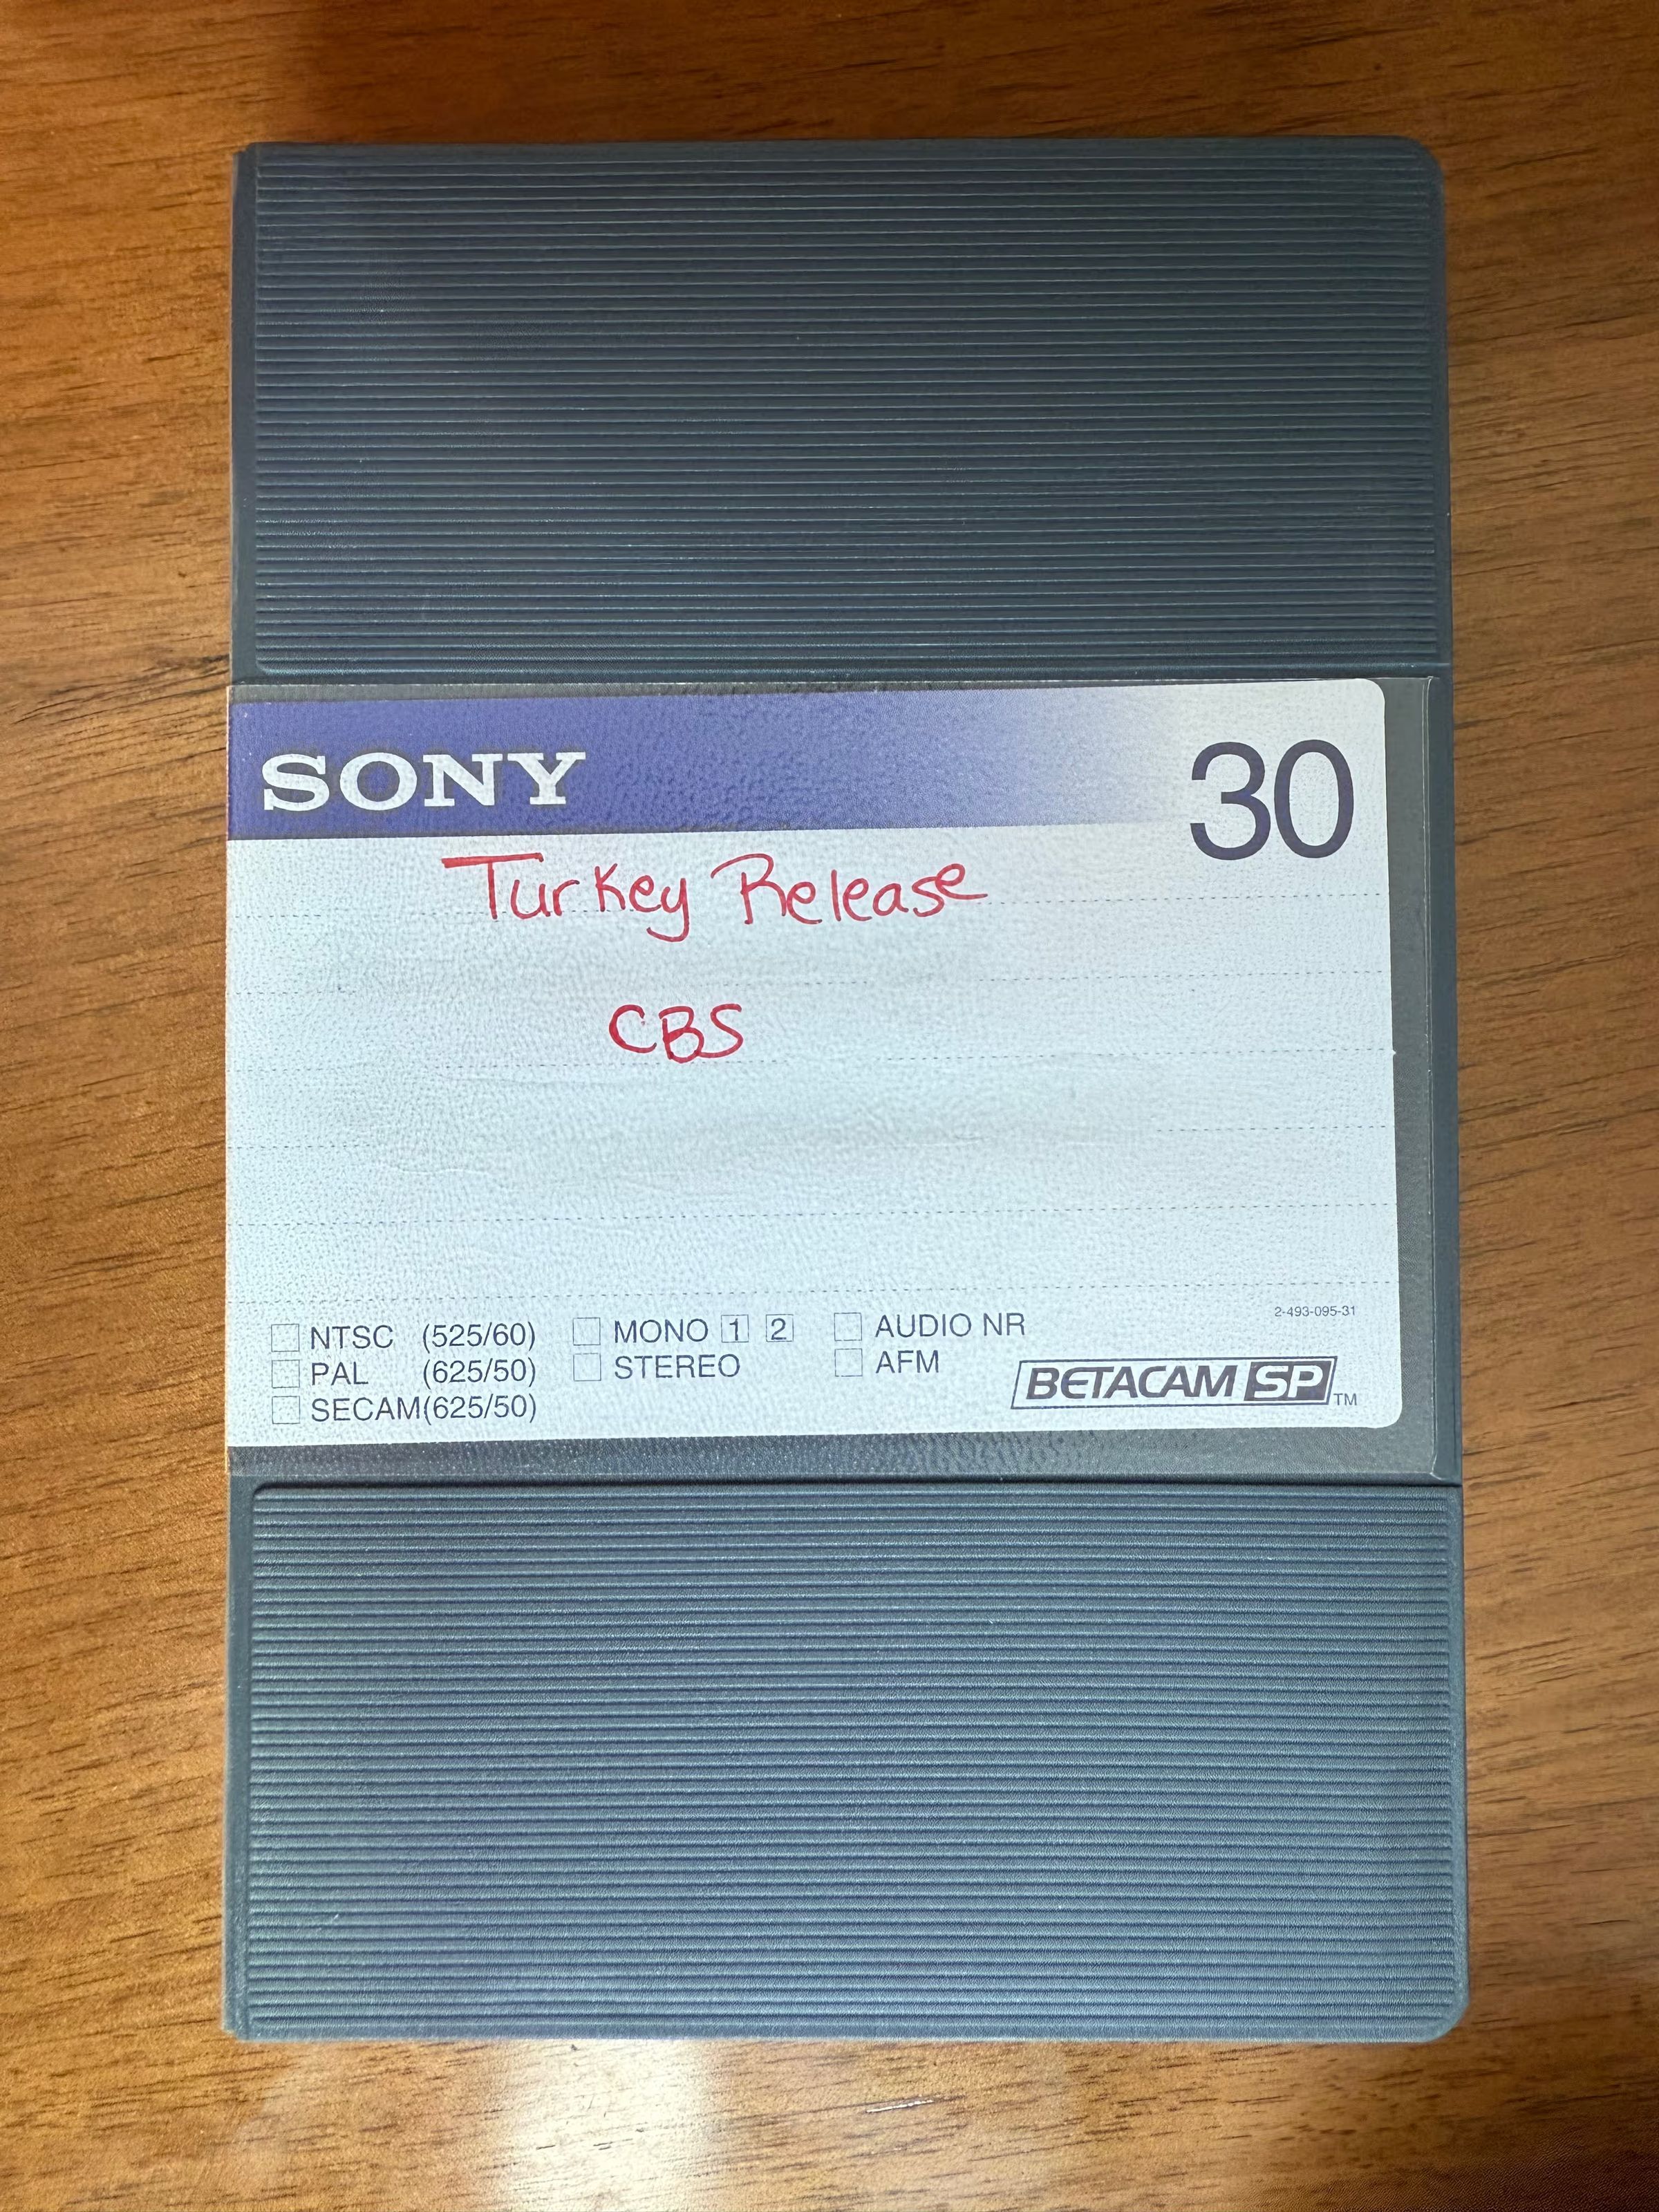 SONY 30
Turkey Release
CBS
2-493-095-31
NTSC (525/60) MONO 1 2 AUDIO NR
PAL (625/50) STEREO AFM
SECAM(625/50)
BETACAM SP TM